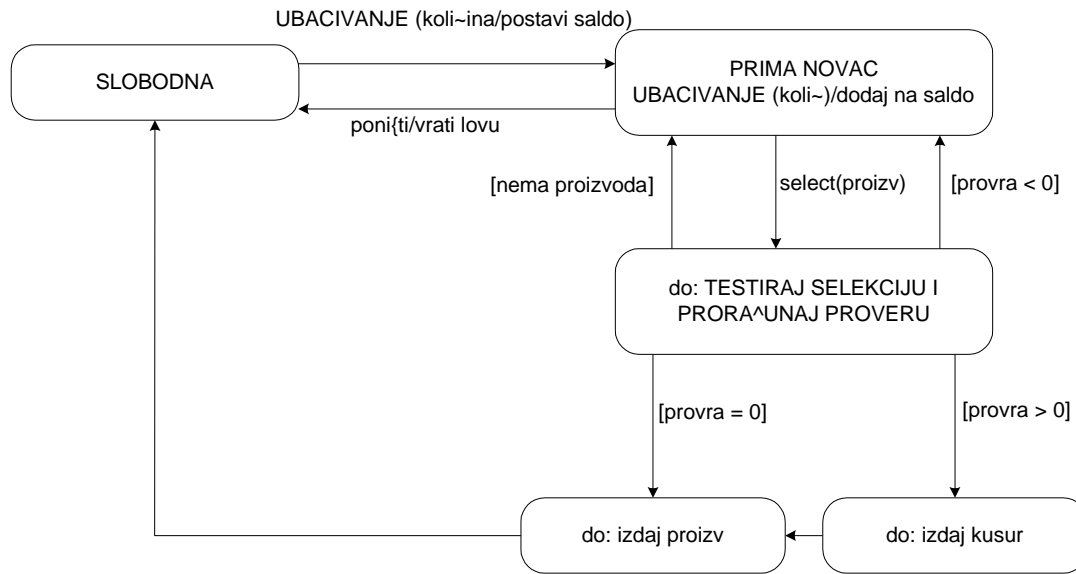 UBACIVANJE (koli~ina/postavi saldo)
SLOBODNA
PRIMA NOVAC
UBACIVANJE (koli~)/dodaj na saldo
poni{ti/vrati lovu
[nema proizvoda]
select(proizv)
[provra < 0]
do: TESTIRAJ SELEKCIJU I
PRORA^UNAJ PROVERU
[provra = 0]
[provra > 0]
do: izdaj proizv
do: izdaj kusur